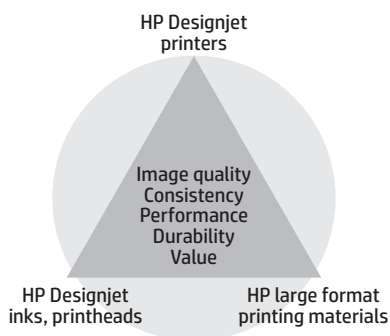 HP Designjet
printers
Image quality
Consistency
Performance
Durability
Value
HP Designjet
inks, printheads
HP large format
printing materials